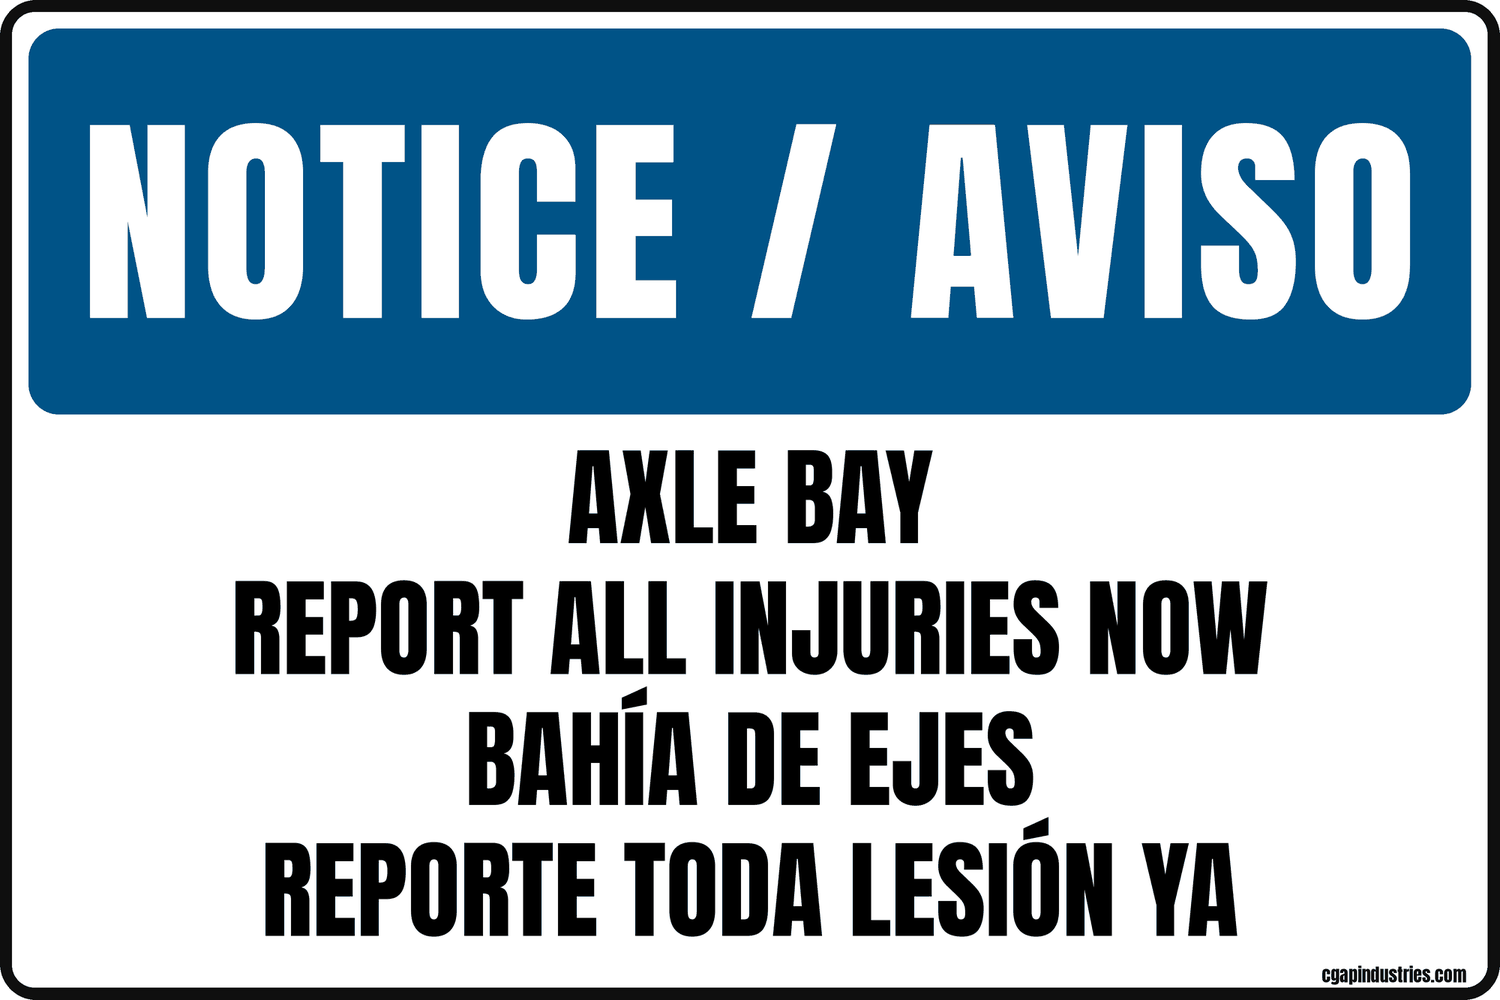 NOTICE / AVISO
AXLE BAY
REPORT ALL INJURIES NOW
BAHÍA DE EJES
REPORTE TODA LESIÓN YA
cgapindustries.com